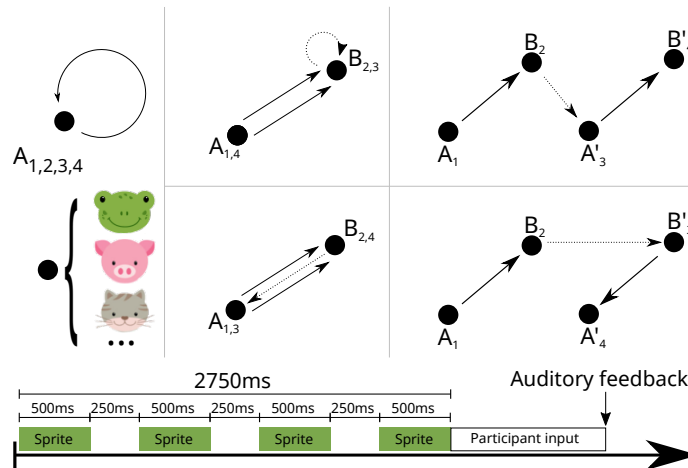 A1,2,3,4
B2,3
A1,4
B2
B'
A1
A'3
B2,4
A1,3
B2
B'
A1
A'4
2750ms
500ms 250ms 500ms 250ms 500ms 250ms 500ms
Auditory feedback
Sprite Sprite Sprite Sprite Participant input